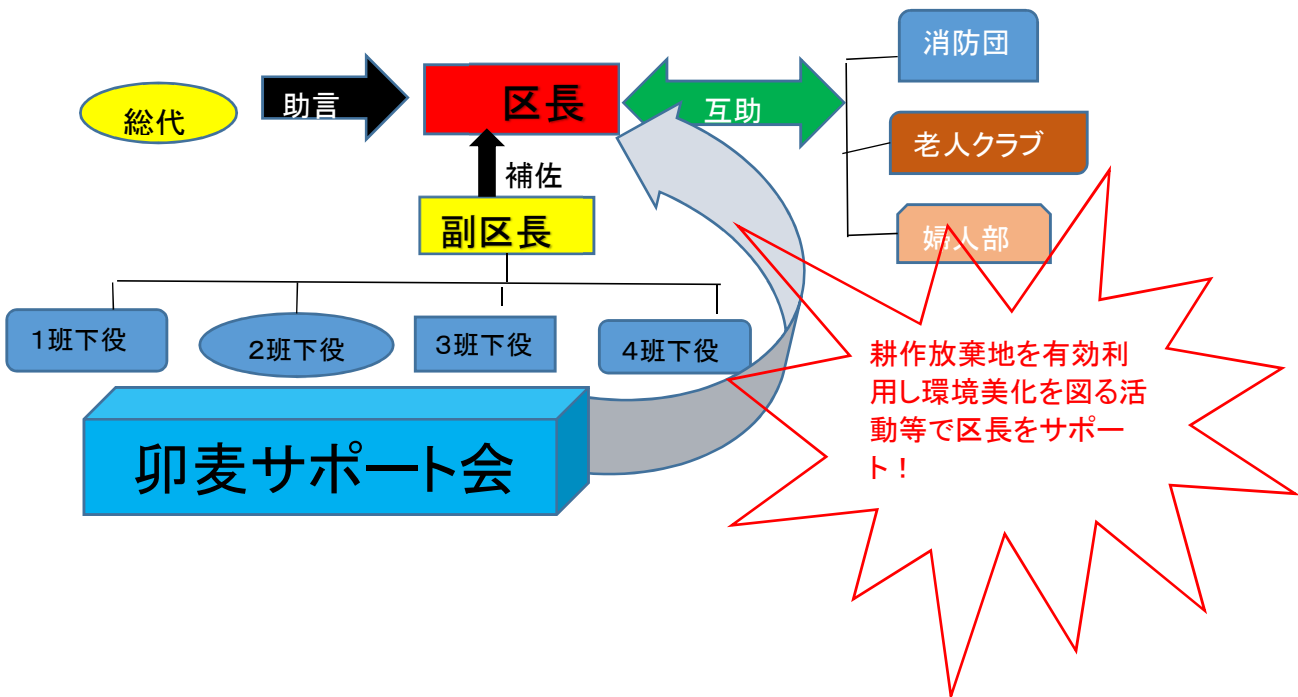 消防団
総代
助言
区長
互助
老人クラブ
補佐
副区長
婦人部
1班下役
2班下役
3班下役
4班下役
耕作放棄地を有効利
用し環境美化を図る活
動等で区長をサポー
ト！
卯麦サポート会